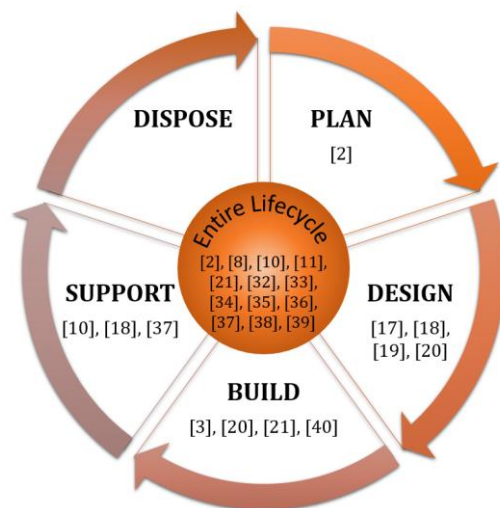 DISPOSE
PLAN
[2]
Entire Lifecycle
[2], [8], [10], [11],
[21], [32], [33],
[34], [35], [36],
[37], [38], [39]
SUPPORT
[10], [18], [37]
DESIGN
[17], [18],
[19], [20]
BUILD
[3], [20], [21], [40]